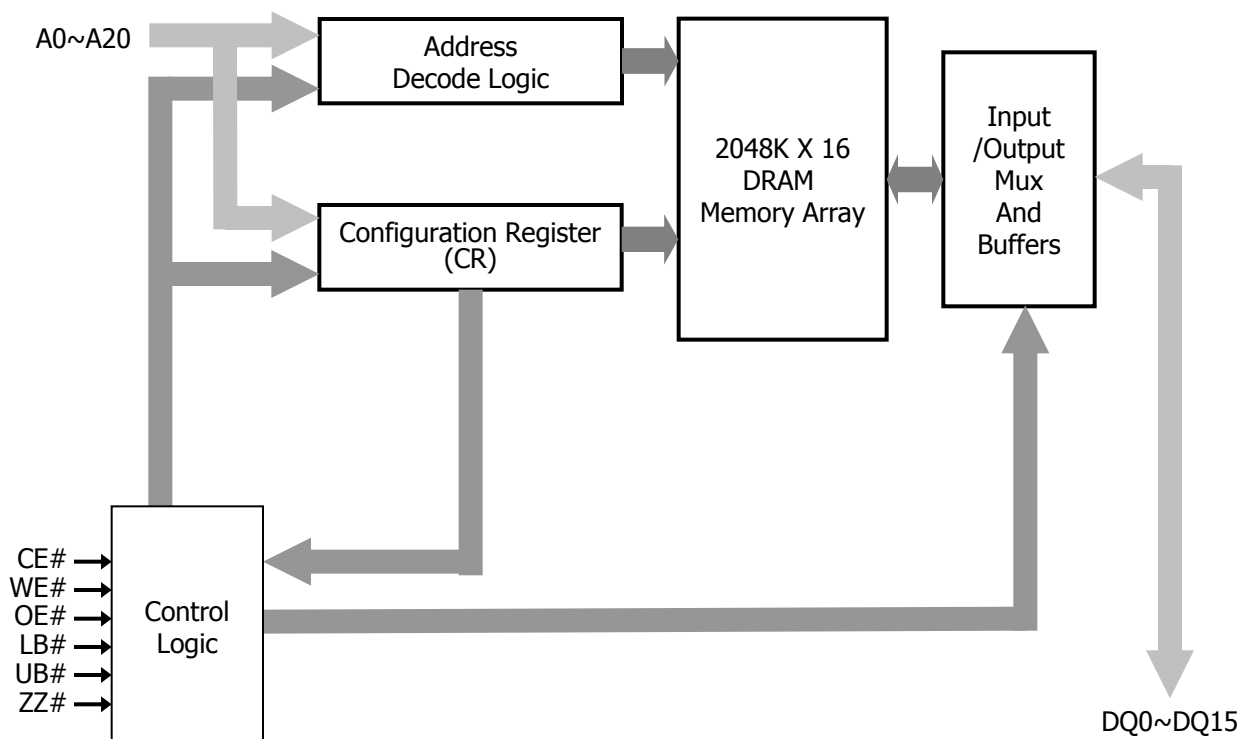 A0~A20
Address
Decode Logic
2048K X 16
DRAM
Memory Array
Input
/Output
Mux
And
Buffers
Configuration Register
(CR)
CE#
WE#
OE#
LB#
UB#
ZZ#
Control
Logic
DQ0~DQ15